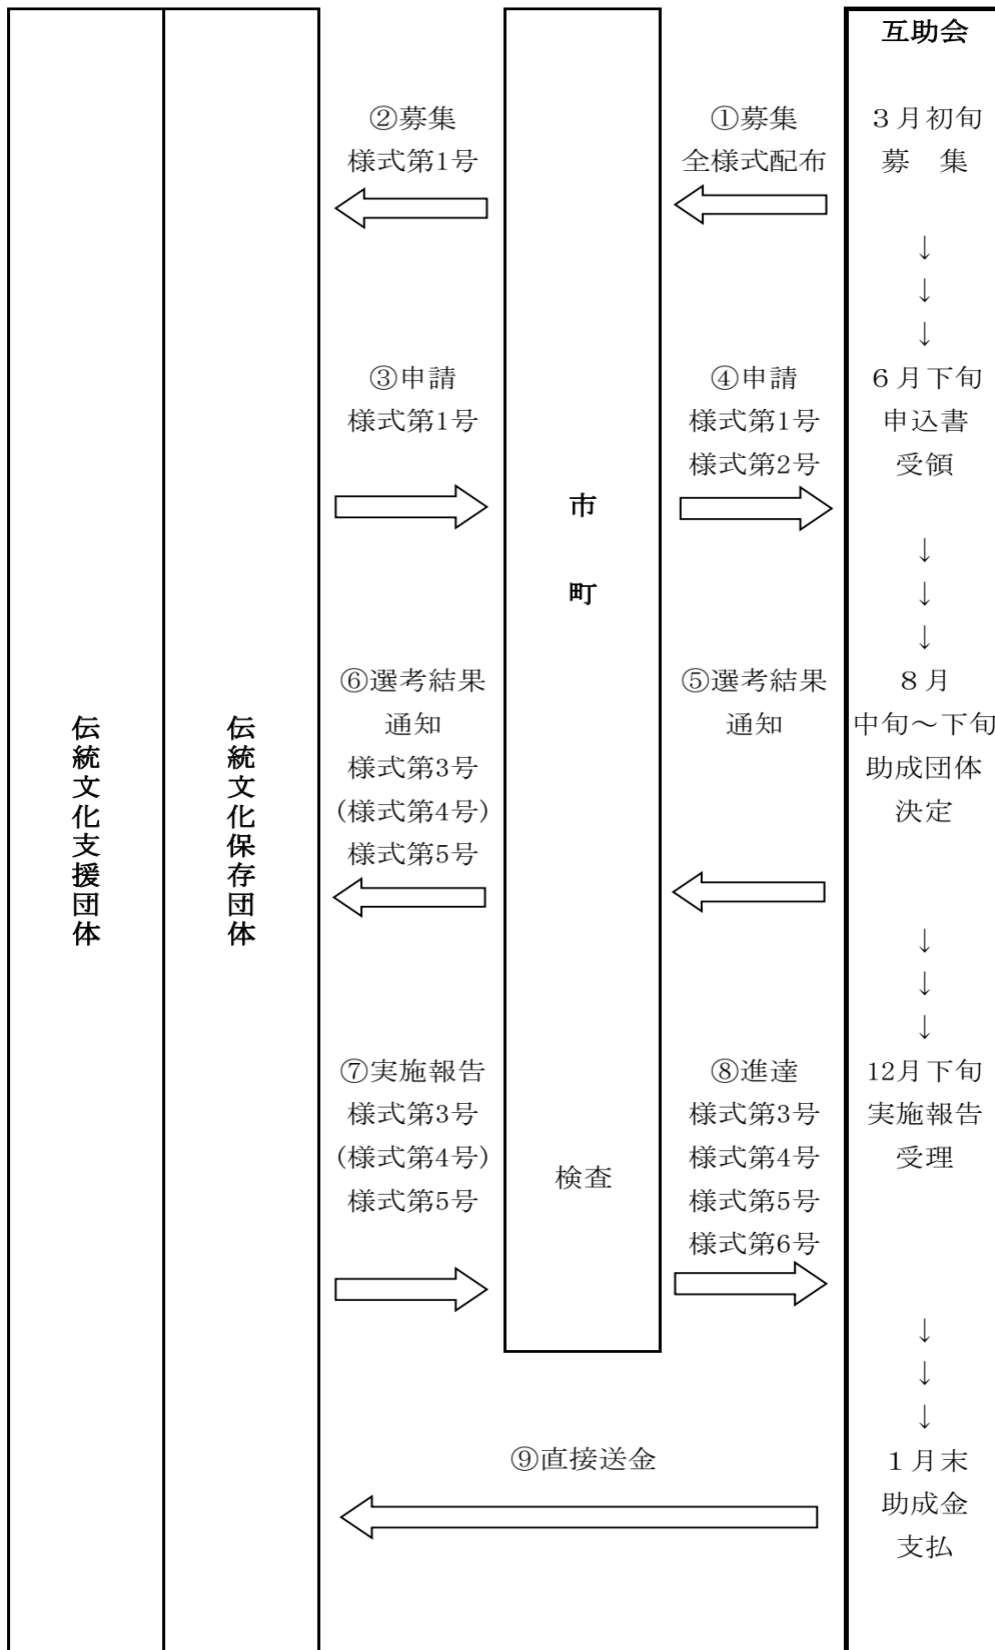 互助会
②募集
様式第1号
①募集
全様式配布
３月初旬
募　集
↓
↓
↓
③申請
様式第1号
④申請
様式第1号
様式第2号
６月下旬
申込書
受領
市
町
↓
↓
↓
⑥選考結果
通知
様式第3号
(様式第4号)
様式第5号
⑤選考結果
通知
８月
中旬～下旬
助成団体
決定
伝統文化支援団体
伝統文化保存団体
↓
↓
↓
⑦実施報告
様式第3号
(様式第4号)
様式第5号
検査
⑧進達
様式第3号
様式第4号
様式第5号
様式第6号
12月下旬
実施報告
受理
↓
↓
↓
⑨直接送金
１月末
助成金
支払